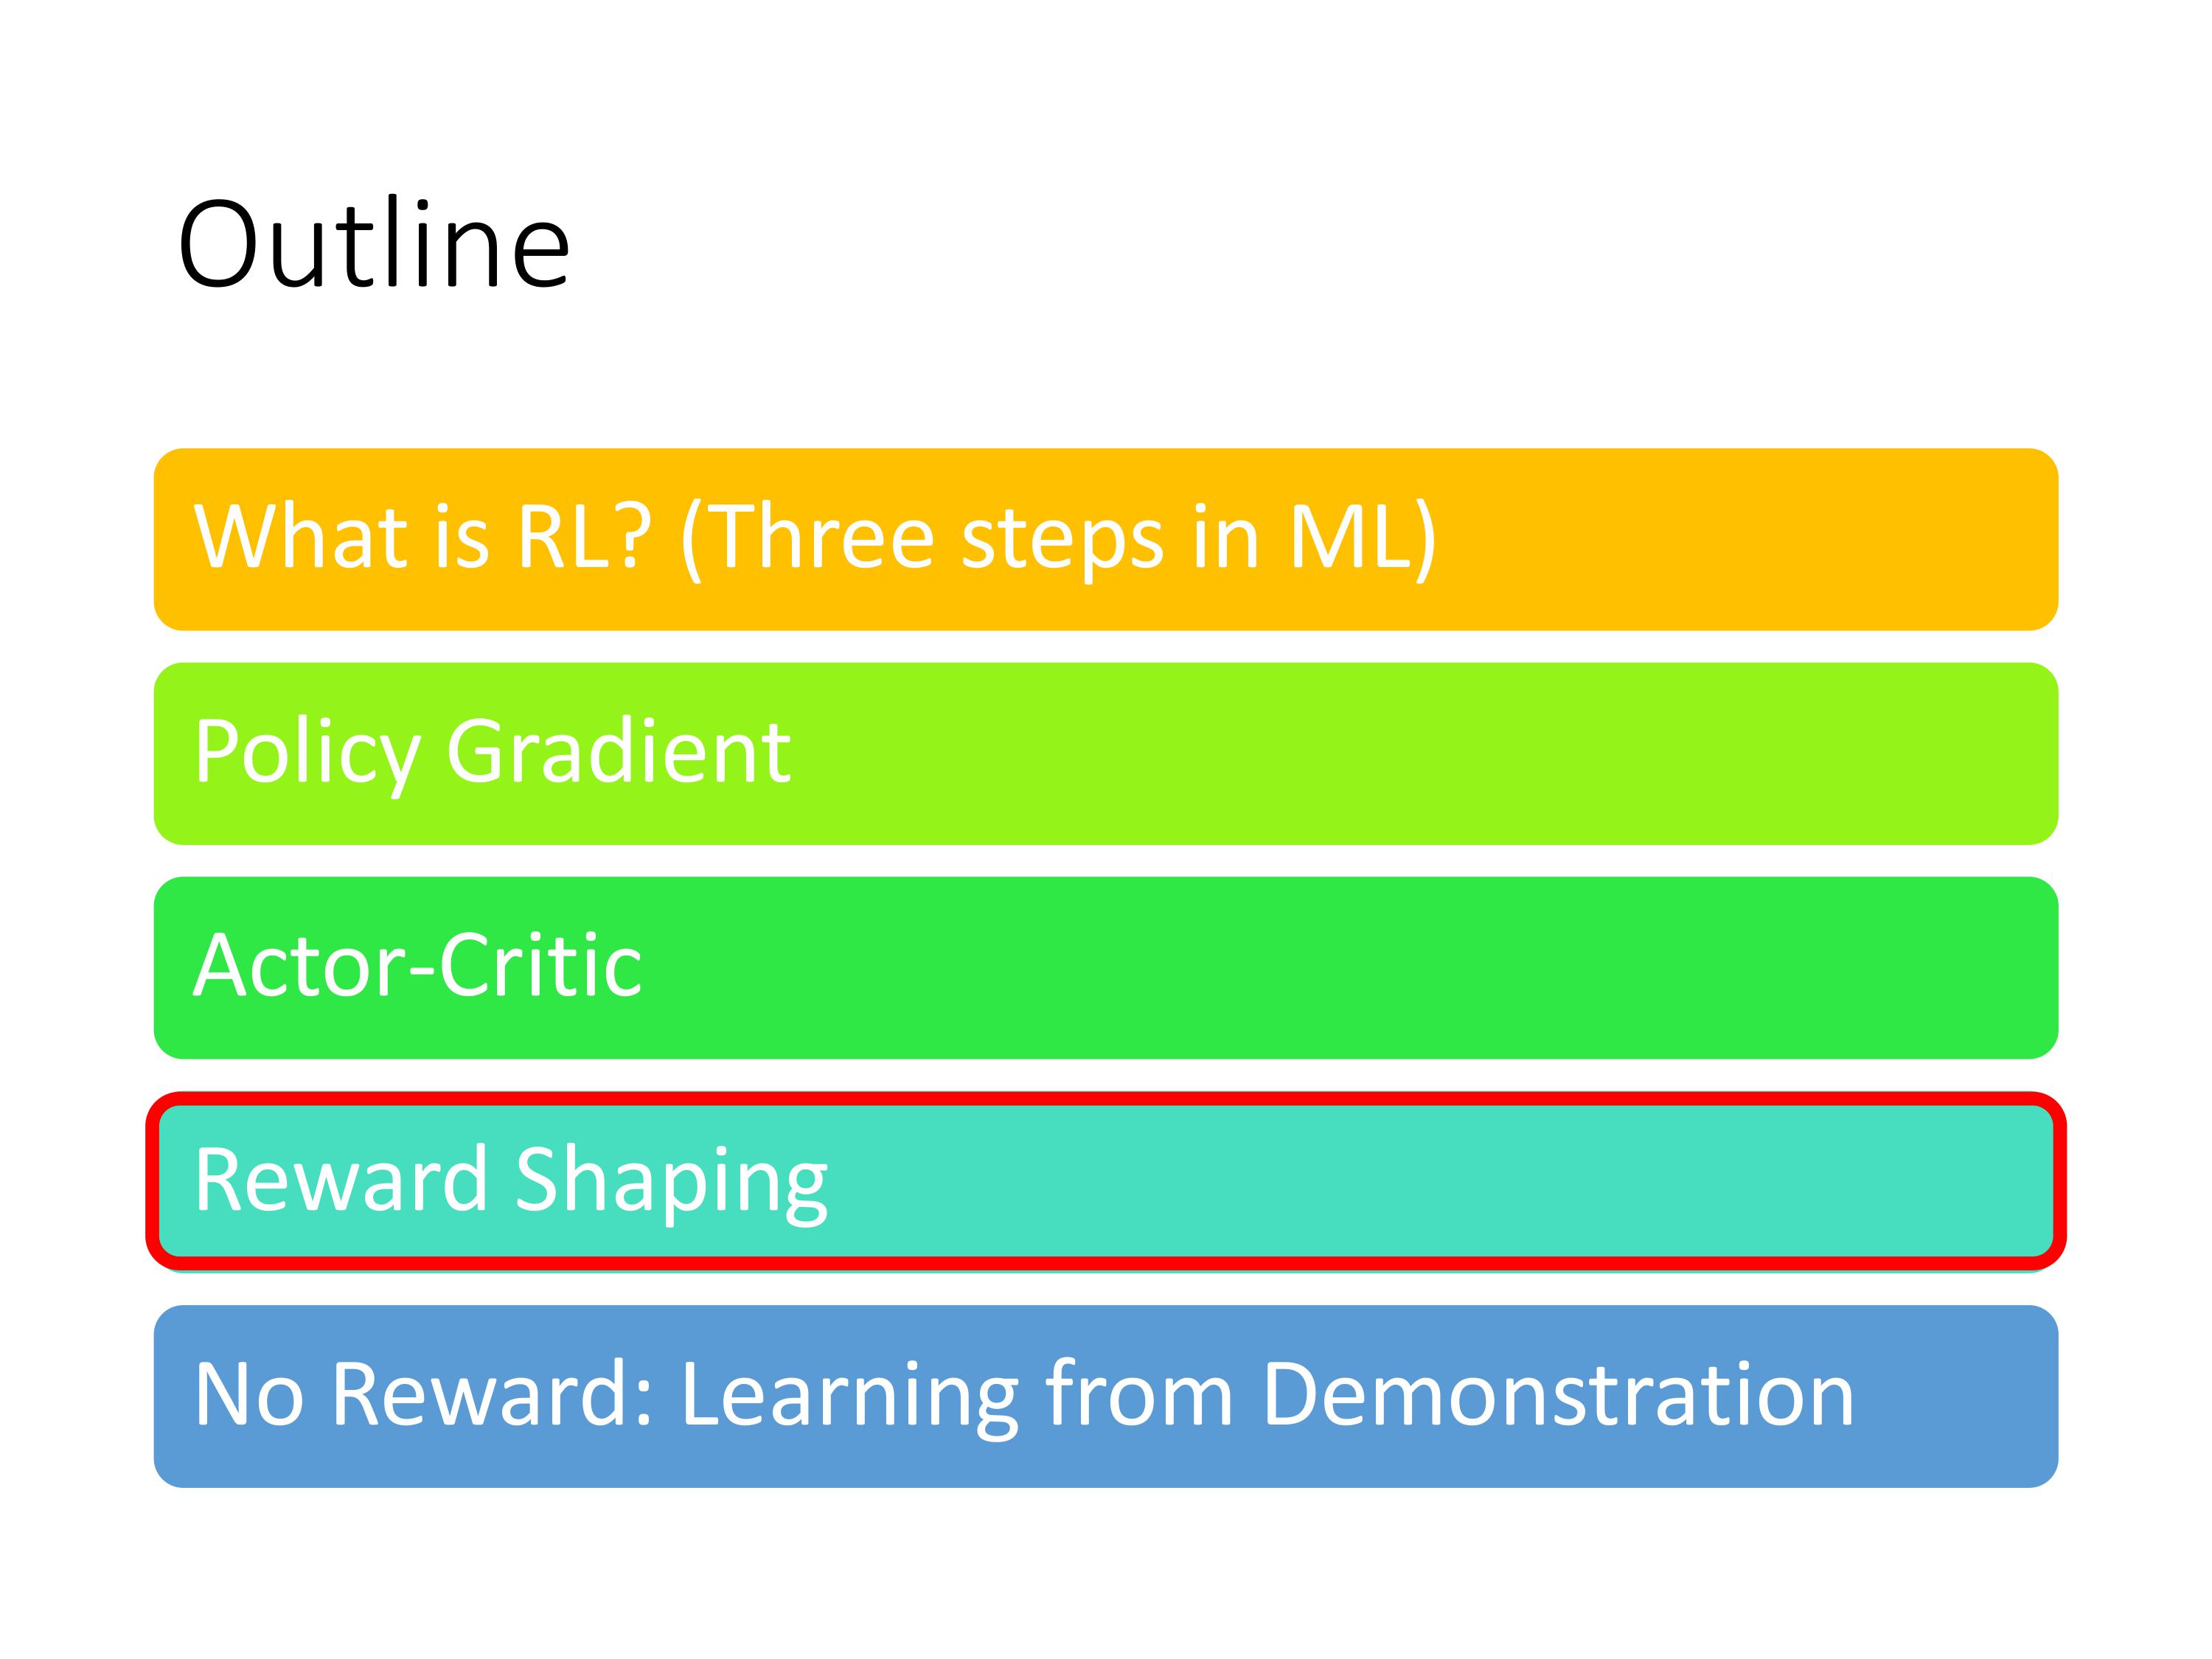 Outline
What is RL? (Three steps in ML)
Policy Gradient
Actor-Critic
Reward Shaping
No Reward: Learning from Demonstration